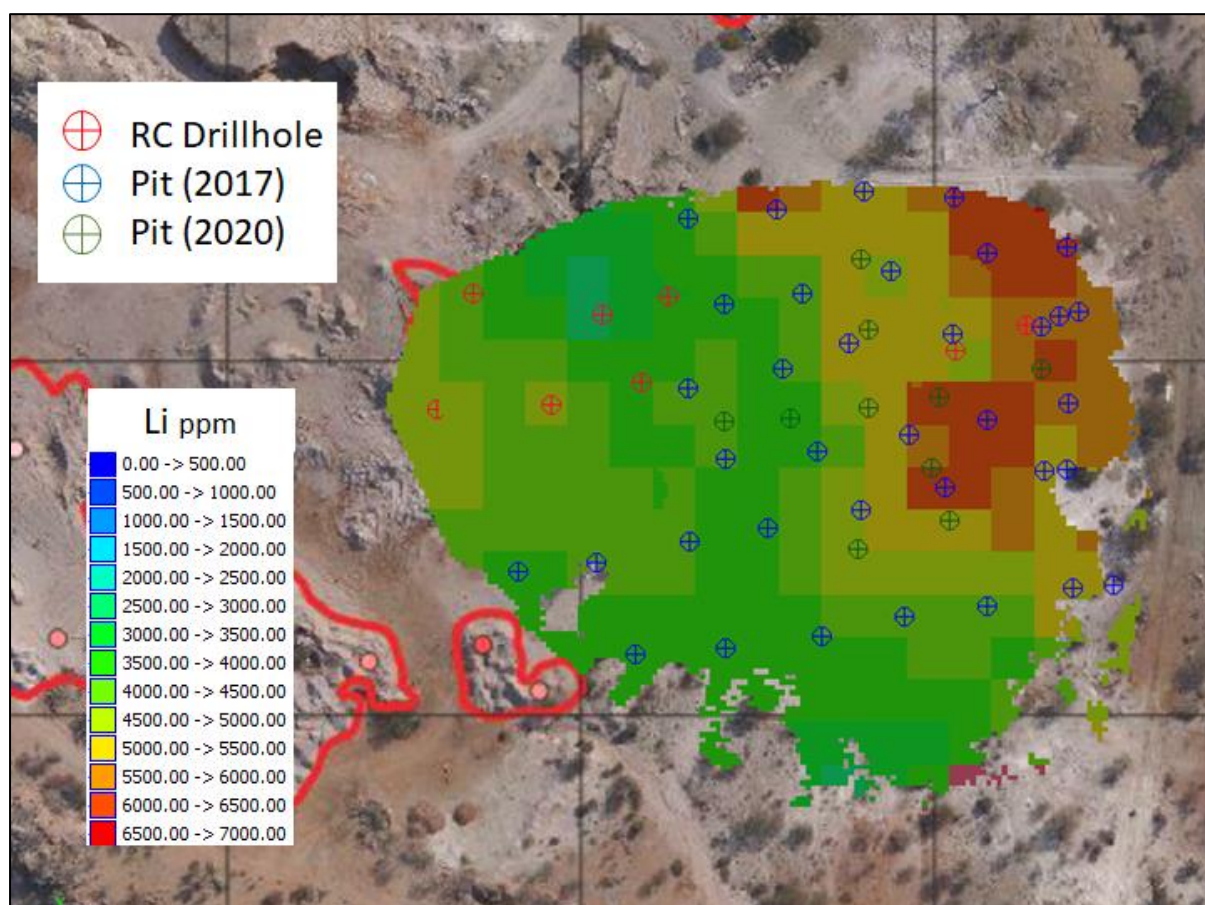 RC Drillhole
Pit (2017)
Pit (2020)
Li ppm
0.00 -> 500.00
500.00 -> 1000.00
1000.00 -> 1500.00
1500.00 -> 2000.00
2000.00 -> 2500.00
2500.00 -> 3000.00
3000.00 -> 3500.00
3500.00 -> 4000.00
4000.00 -> 4500.00
4500.00 -> 5000.00
5000.00 -> 5500.00
5500.00 -> 6000.00
6000.00 -> 6500.00
6500.00 -> 7000.00